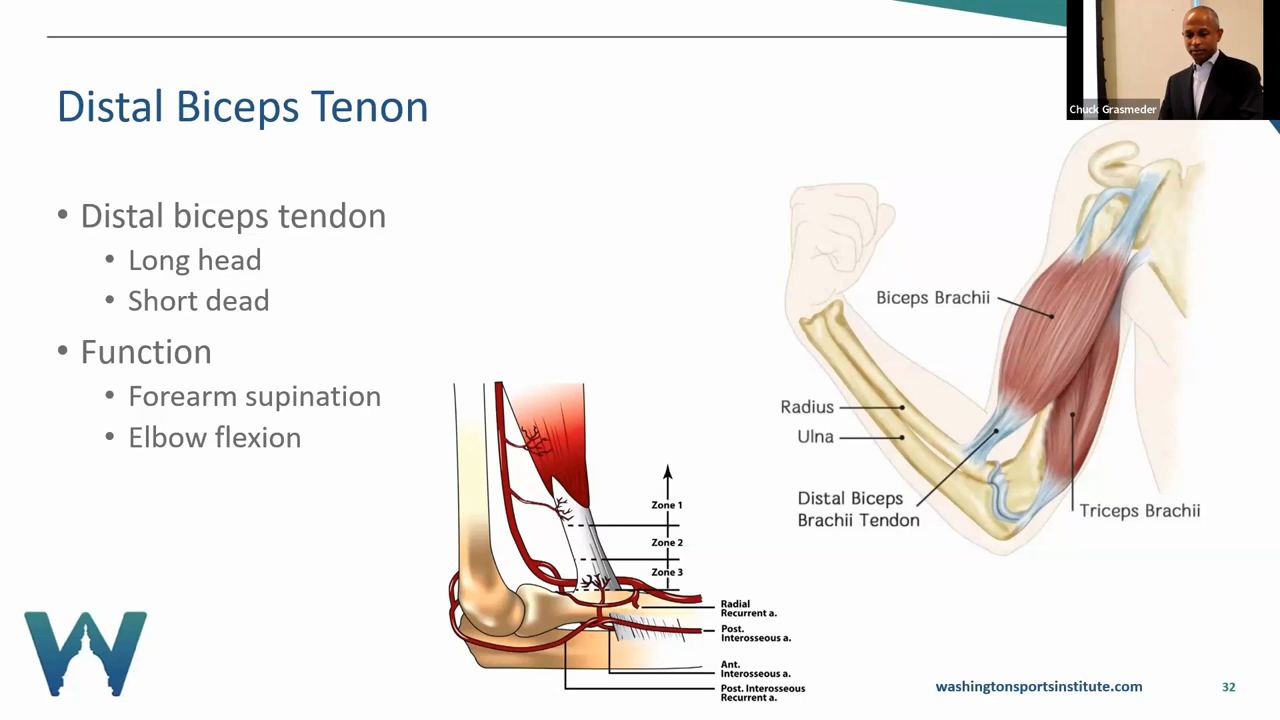 Chuck Grasmeder
Distal Biceps Tenon
• Distal biceps tendon
• Long head
• Short dead
• Function
• Forearm supination
• Elbow flexion
Zone 1
Zone 2
Zone 3
Radial
Recurrent a.
Post.
Interosseous a.
Ant.
Interosseous a.
Post. Interosseous
Recurrent a.
Biceps Brachii
Radius
Ulna
Distal Biceps
Brachii Tendon
Triceps Brachii
W
washingtonsportsinstitute.com
32